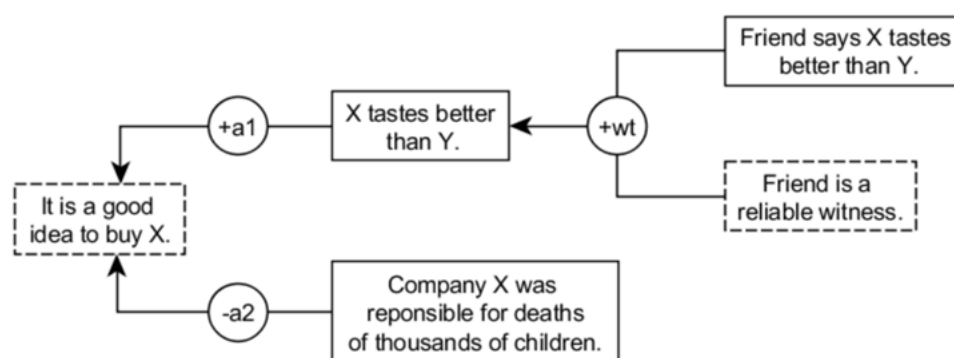 Friend says X tastes
better than Y.
+a1
X tastes better
than Y.
+wt
It is a good
idea to buy X.
Friend is a
reliable witness.
-a2
Company X was
reponsible for deaths
of thousands of children.